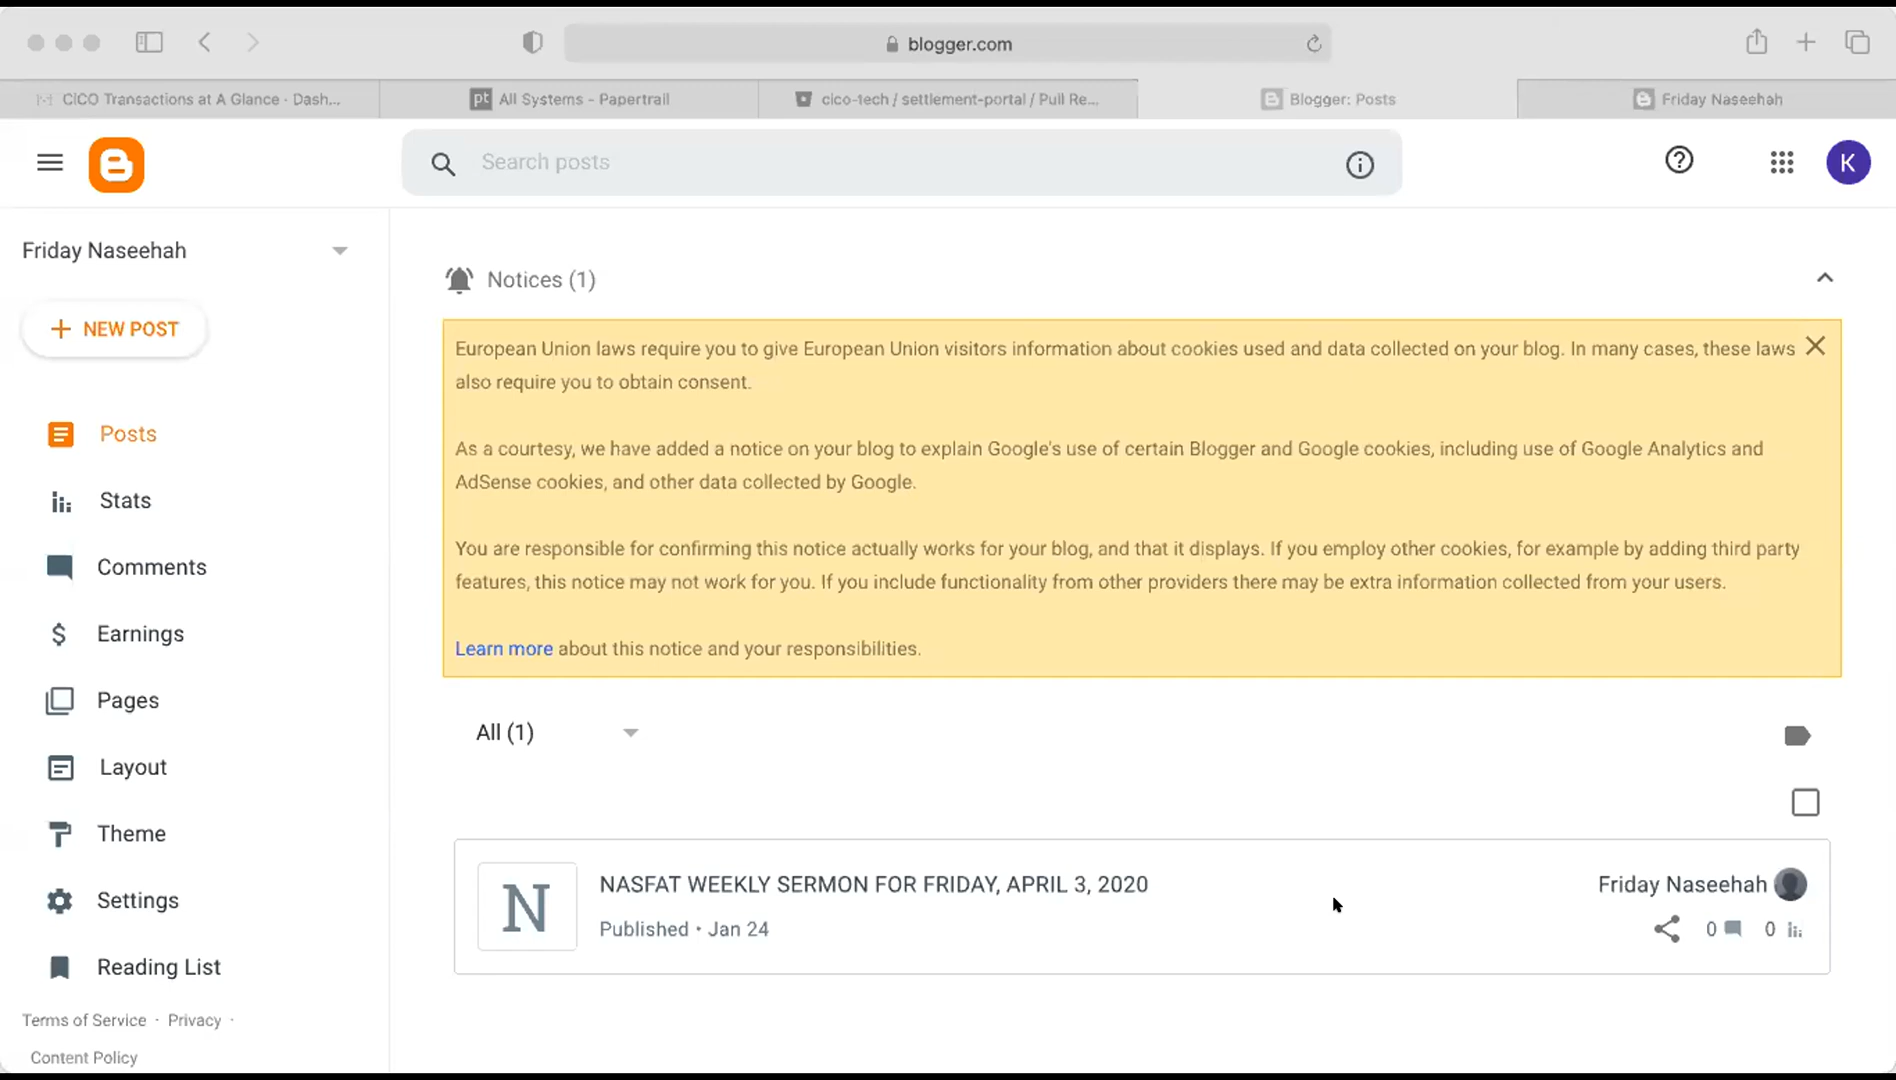 blogger.com
CICO Transactions at A Glance · Dash...
pt All Systems - Papertrail
cico-tech / settlement-portal / Pull Re...
Blogger: Posts
Friday Naseehah
Search posts
K
Friday Naseehah
NEW POST
Posts
Stats
Comments
Earnings
Pages
Layout
Theme
Settings
Reading List
Terms of Service · Privacy ·
Content Policy
Notices (1)
European Union laws require you to give European Union visitors information about cookies used and data collected on your blog. In many cases, these laws
also require you to obtain consent.
As a courtesy, we have added a notice on your blog to explain Google's use of certain Blogger and Google cookies, including use of Google Analytics and
AdSense cookies, and other data collected by Google.
You are responsible for confirming this notice actually works for your blog, and that it displays. If you employ other cookies, for example by adding third party
features, this notice may not work for you. If you include functionality from other providers there may be extra information collected from your users.
Learn more about this notice and your responsibilities.
All (1)
N
NASFAT WEEKLY SERMON FOR FRIDAY, APRIL 3, 2020
Published · Jan 24
Friday Naseehah
0 0